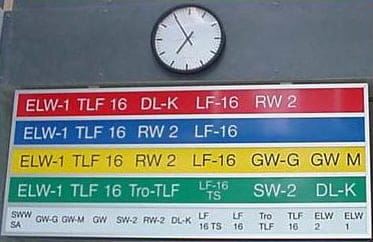 ELW-1 TLF 16 DL-K LF-16 RW 2
ELW-1 TLF 16 RW 2 LF-16
ELW-1 TLF 16 RW 2 LF-16 GW-G GW M
ELW-1 TLF 16 Tro-TLF LF-16 TS SW-2 DL-K
SWW SA GW-G GW-M GW SW-2 RW-2 DL-K LF 16 TS LF 16 Tro TLF TLF 16 ELW 2 ELW 1